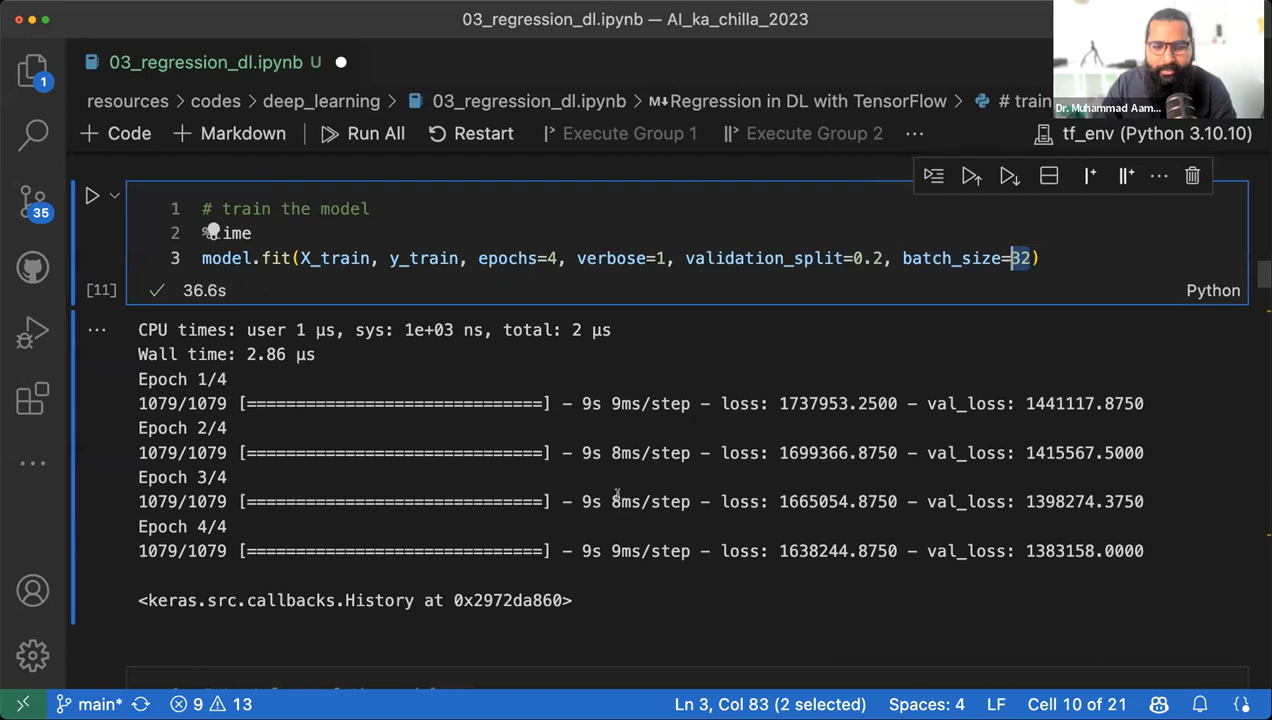 03_regression_dl.ipynb — AI_ka_chilla_2023
1
03_regression_dl.ipynb U
resources > codes > deep_learning > 03_regression_dl.ipynb > Regression in DL with TensorFlow > # train
Dr. Muhammad Aam...
+ Code + Markdown Run All Restart Execute Group 1 Execute Group 2 ... tf_env (Python 3.10.10)
35
1 # train the model
2 %time
3 model.fit(X_train, y_train, epochs=4, verbose=1, validation_split=0.2, batch_size=32)
[11] 36.6s Python
CPU times: user 1 µs, sys: 1e+03 ns, total: 2 µs
Wall time: 2.86 µs
Epoch 1/4
1079/1079 [==============================] - 9s 9ms/step - loss: 1737953.2500 - val_loss: 1441117.8750
Epoch 2/4
1079/1079 [==============================] - 9s 8ms/step - loss: 1699366.8750 - val_loss: 1415567.5000
Epoch 3/4
1079/1079 [==============================] - 9s 8ms/step - loss: 1665054.8750 - val_loss: 1398274.3750
Epoch 4/4
1079/1079 [==============================] - 9s 9ms/step - loss: 1638244.8750 - val_loss: 1383158.0000
<keras.src.callbacks.History at 0x2972da860>
main* 9 13 Ln 3, Col 83 (2 selected) Spaces: 4 LF Cell 10 of 21